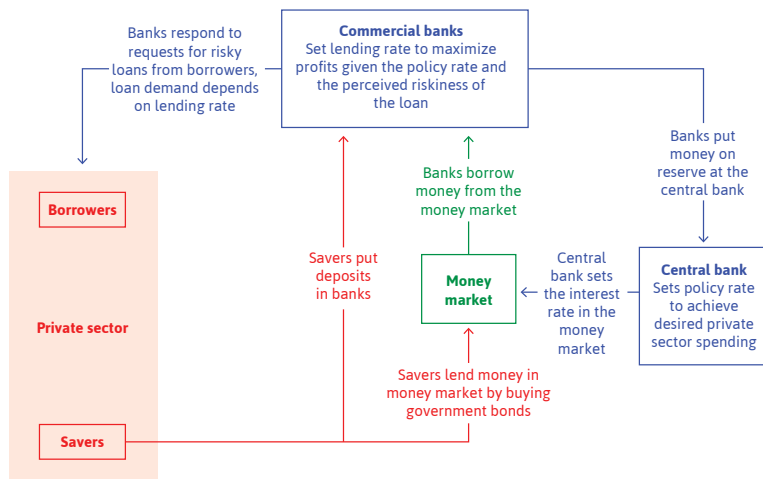 Banks respond to
requests for risky
loans from borrowers,
loan demand depends
on lending rate
Commercial banks
Set lending rate to maximize
profits given the policy rate and
the perceived riskiness of
the loan
Banks put
money on
reserve at the
central bank
Banks borrow
money from the
money market
Borrowers
Savers put
deposits
in banks
Money
market
Central
bank sets
the interest
rate in the
money
market
Central bank
Sets policy rate
to achieve
desired private
sector spending
Private sector
Savers lend money in
money market by buying
government bonds
Savers